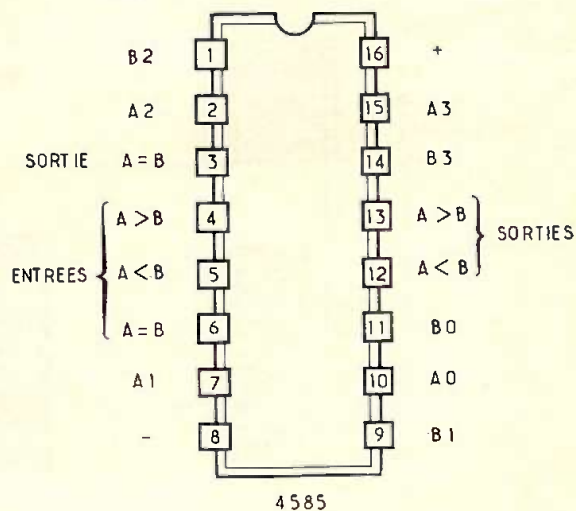 B2 1 16 +
A2 2 15 A3
SORTIE A = B 3 14 B3
A > B 4 13 A > B
SORTIES
ENTREES A < B 5 12 A < B
A = B 6 11 B0
A1 7 10 A0
- 8 9 B1
4585